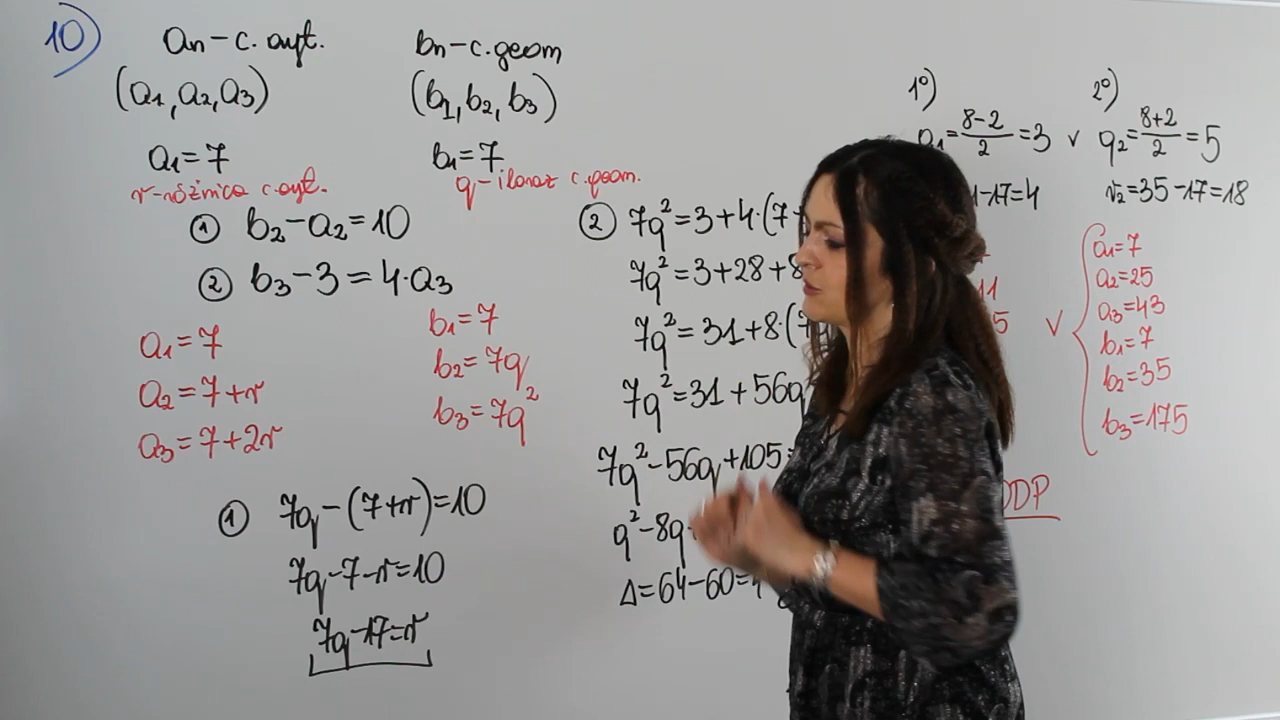 10)
an – c. aryt.
(a1, a2, a3)
a1=7
r-różnica c. aryt.
bn – c. geom
(b1, b2, b3)
b1=7
q-iloraz c. geom.
① b2-a2=10
② b3-3=4·a3
a1=7
a2=7+r
a3=7+2r
b1=7
b2=7q
b3=7q²
① 7q-(7+r)=10
7q-7-r=10
7q-17=r
② 7q²=3+4·(7+
7q²=3+28+8
7q²=31+8·(7
7q²=31+56q
7q²-56q+105=
q²-8q
Δ=64-60=4
1°)
q1=8-2/2=3 v
-17=4
11
5
v
2°)
q2=8+2/2=5
r2=35-17=18
a1=7
a2=25
a3=43
b1=7
b2=35
b3=175
ODP